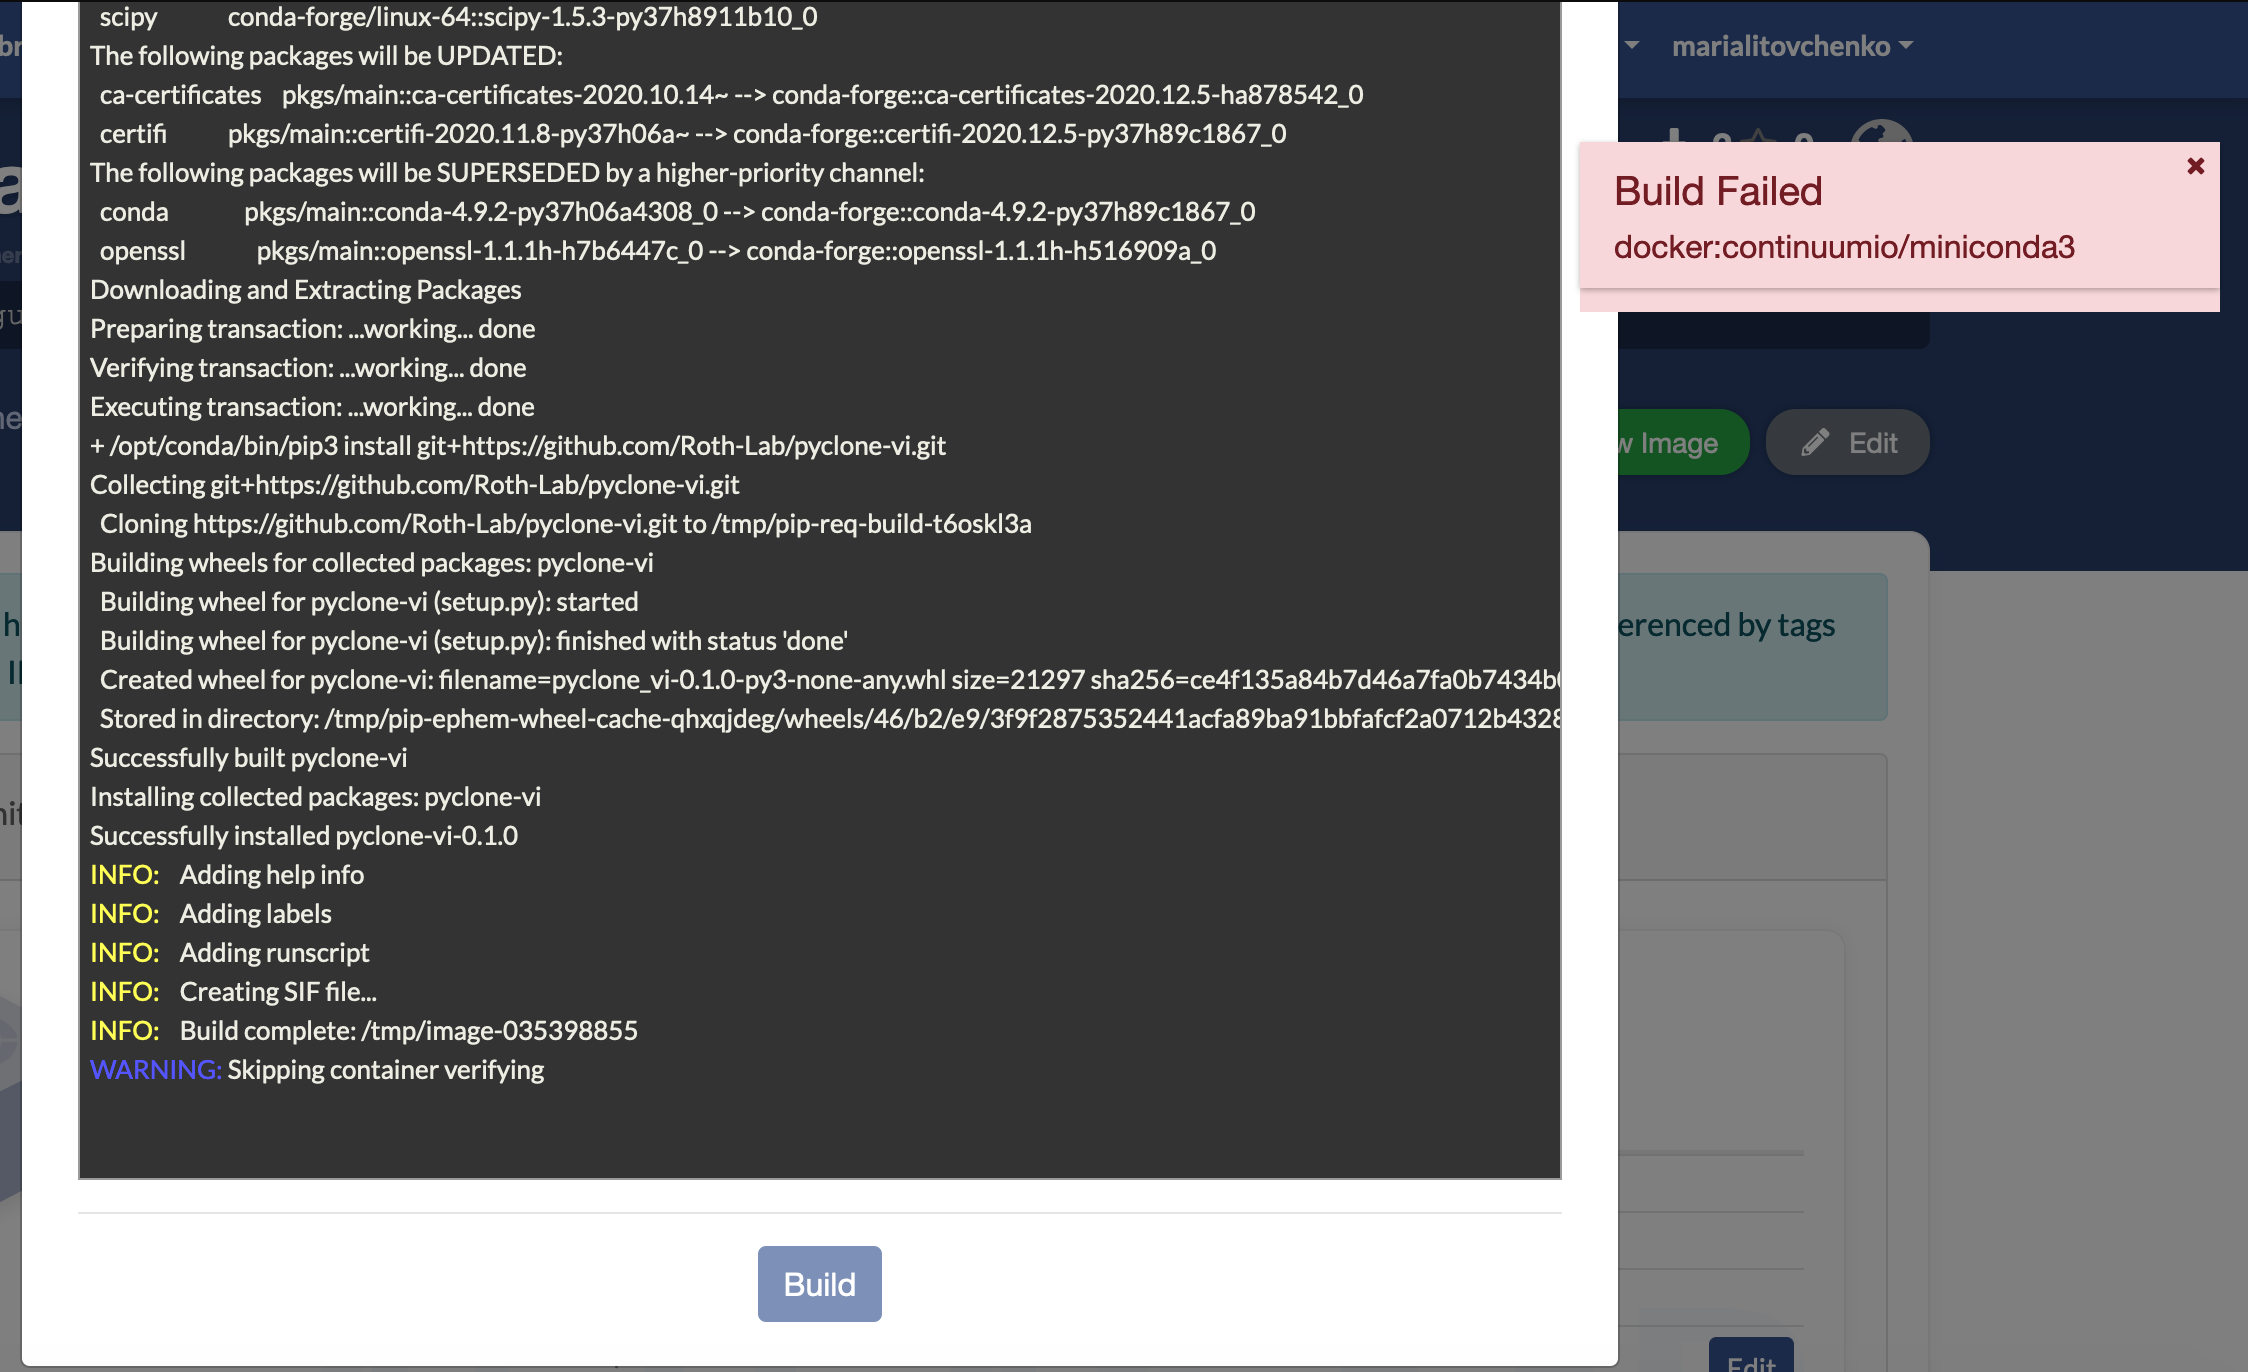 scipy conda-forge/linux-64::scipy-1.5.3-py37h8911b10_0
The following packages will be UPDATED:
ca-certificates pkgs/main::ca-certificates-2020.10.14~ --> conda-forge::ca-certificates-2020.12.5-ha878542_0
certifi pkgs/main::certifi-2020.11.8-py37h06a~ --> conda-forge::certifi-2020.12.5-py37h89c1867_0
The following packages will be SUPERSEDED by a higher-priority channel:
conda pkgs/main::conda-4.9.2-py37h06a4308_0 --> conda-forge::conda-4.9.2-py37h89c1867_0
openssl pkgs/main::openssl-1.1.1h-h7b6447c_0 --> conda-forge::openssl-1.1.1h-h516909a_0
Downloading and Extracting Packages
Preparing transaction: ...working... done
Verifying transaction: ...working... done
Executing transaction: ...working... done
+ /opt/conda/bin/pip3 install git+https://github.com/Roth-Lab/pyclone-vi.git
Collecting git+https://github.com/Roth-Lab/pyclone-vi.git
Cloning https://github.com/Roth-Lab/pyclone-vi.git to /tmp/pip-req-build-t6oskl3a
Building wheels for collected packages: pyclone-vi
Building wheel for pyclone-vi (setup.py): started
Building wheel for pyclone-vi (setup.py): finished with status 'done'
Created wheel for pyclone-vi: filename=pyclone_vi-0.1.0-py3-none-any.whl size=21297 sha256=ce4f135a84b7d46a7fa0b7434b
Stored in directory: /tmp/pip-ephem-wheel-cache-qhxqjdeg/wheels/46/b2/e9/3f9f2875352441acfa89ba91bbfafcf2a0712b4328
Successfully built pyclone-vi
Installing collected packages: pyclone-vi
Successfully installed pyclone-vi-0.1.0
INFO: Adding help info
INFO: Adding labels
INFO: Adding runscript
INFO: Creating SIF file...
INFO: Build complete: /tmp/image-035398855
WARNING: Skipping container verifying
Build
marialitovchenko
Build Failed
docker:continuumio/miniconda3
w Image
Edit
erenced by tags
Edit